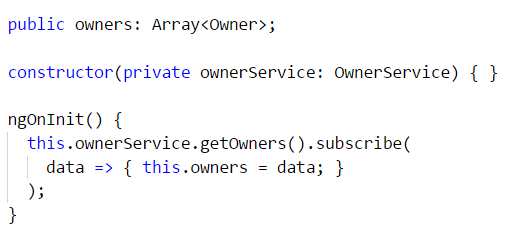 public owners: Array<Owner>;
constructor(private ownerService: OwnerService) { }
ngOnInit() {
this.ownerService.getOwners().subscribe(
data => { this.owners = data; }
);
}